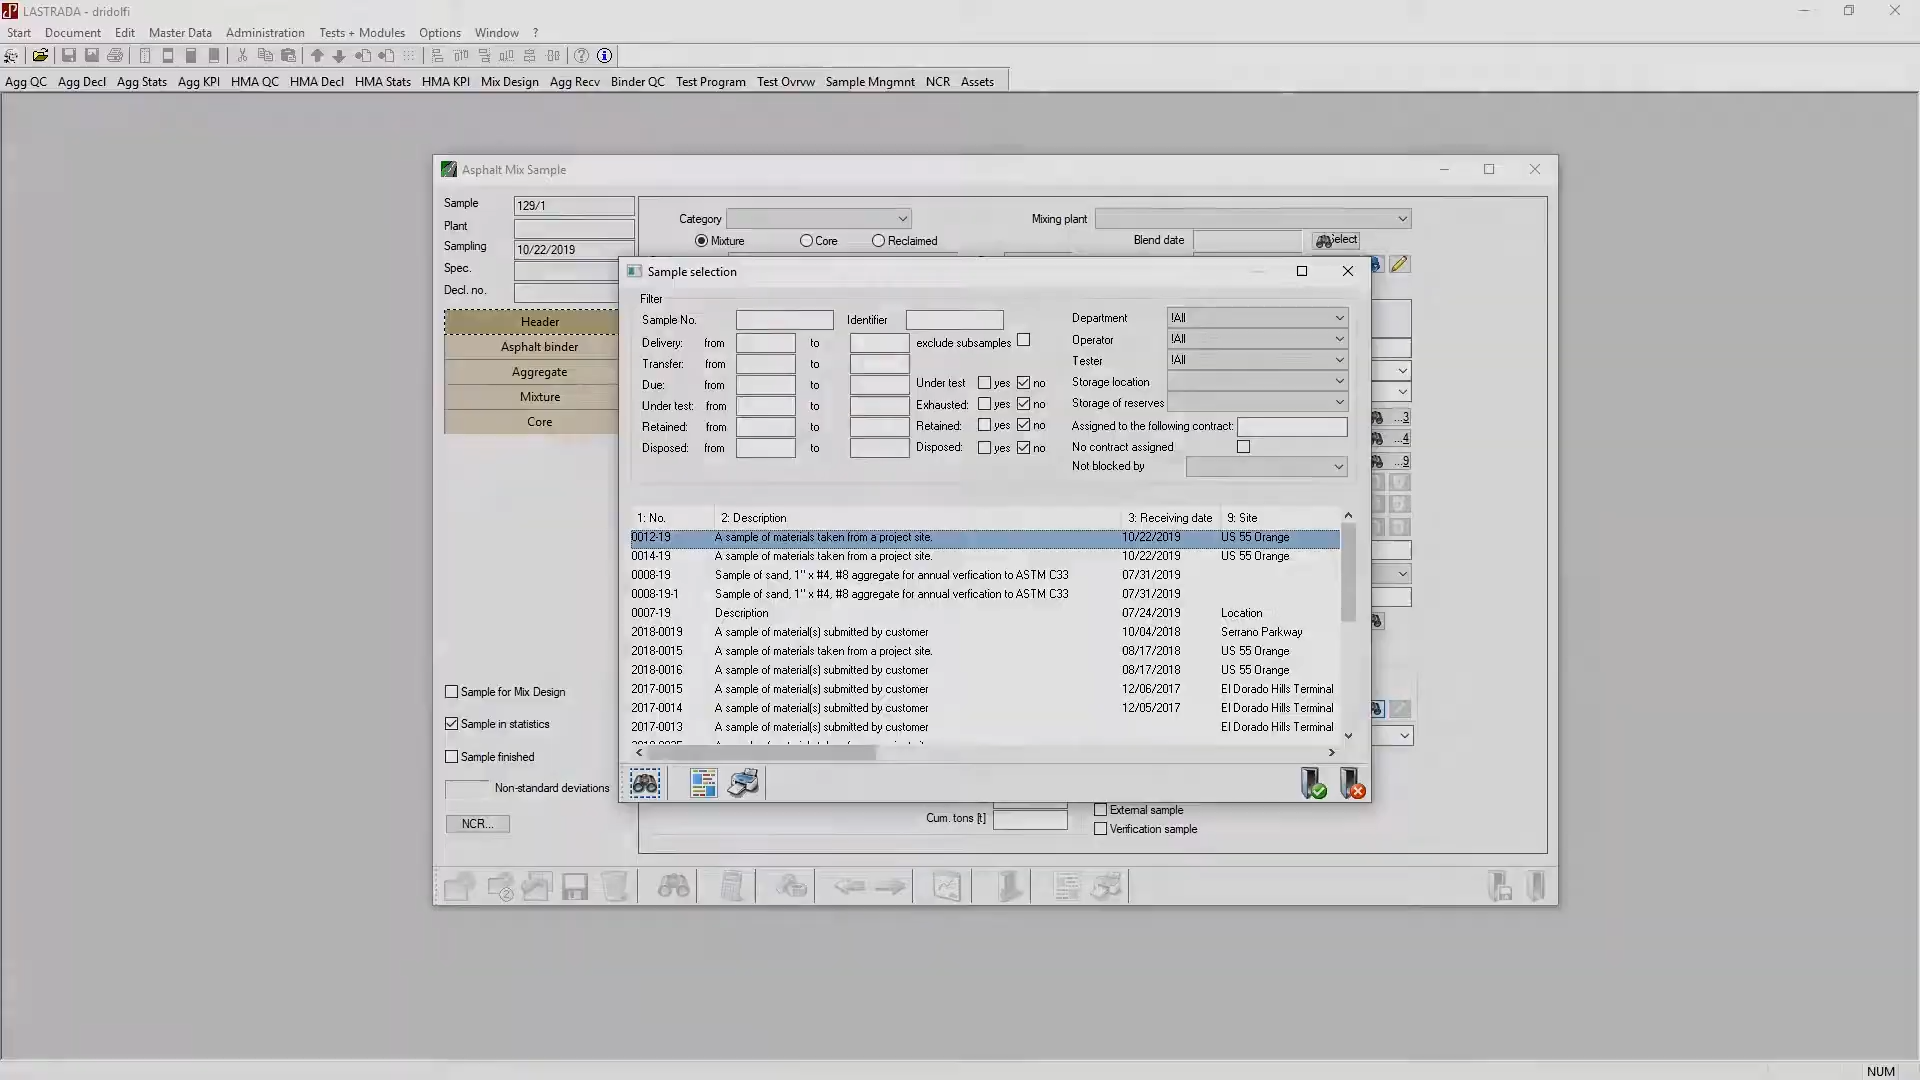 LASTRADA - dridolfi
Start Document Edit Master Data Administration Tests + Modules Options Window ?
Agg QC Agg Decl Agg Stats Agg KPI HMA QC HMA Decl HMA Stats HMA KPI Mix Design Agg Recv Binder QC Test Program Test Ovrvw Sample Mngmnt NCR Assets
Asphalt Mix Sample
Sample 129/1
Plant
Sampling 10/22/2019
Spec.
Decl. no.
Header
Asphalt binder
Aggregate
Mixture
Core
Sample for Mix Design
Sample in statistics
Sample finished
Non-standard deviations
NCR...
Category Mixing plant
Mixture Core Reclaimed Blend date Select
Sample selection
Filter
Sample No. Identifier Department !All
Delivery: from to exclude subsamples Operator !All
Transfer: from to Tester !All
Due: from to Under test yes no Storage location
Under test: from to Exhausted: yes no Storage of reserves
Retained: from to Retained: yes no Assigned to the following contract:
Disposed: from to Disposed: yes no No contract assigned
Not blocked by
...3
...4
...9
1: No. 2: Description 3: Receiving date 9: Site
0012-19 A sample of materials taken from a project site. 10/22/2019 US 55 Orange
0014-19 A sample of materials taken from a project site. 10/22/2019 US 55 Orange
0008-19 Sample of sand, 1" x #4, #8 aggregate for annual verfication to ASTM C33 07/31/2019
0008-19-1 Sample of sand, 1" x #4, #8 aggregate for annual verfication to ASTM C33 07/31/2019
0007-19 Description 07/24/2019 Location
2018-0019 A sample of material(s) submitted by customer 10/04/2018 Serrano Parkway
2018-0015 A sample of materials taken from a project site. 08/17/2018 US 55 Orange
2018-0016 A sample of material(s) submitted by customer 08/17/2018 US 55 Orange
2017-0015 A sample of material(s) submitted by customer 12/06/2017 El Dorado Hills Terminal
2017-0014 A sample of material(s) submitted by customer 12/05/2017 El Dorado Hills Terminal
2017-0013 A sample of material(s) submitted by customer El Dorado Hills Terminal
Cum. tons [t] External sample
Verification sample
NUM